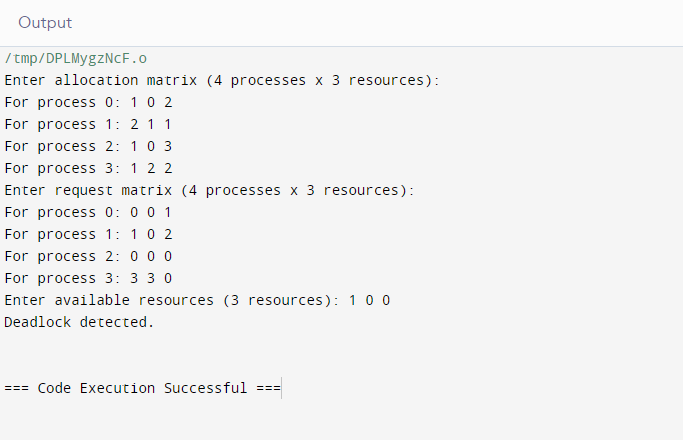 Output
/tmp/DPLMygzNcF.o
Enter allocation matrix (4 processes x 3 resources):
For process 0: 1 0 2
For process 1: 2 1 1
For process 2: 1 0 3
For process 3: 1 2 2
Enter request matrix (4 processes x 3 resources):
For process 0: 0 0 1
For process 1: 1 0 2
For process 2: 0 0 0
For process 3: 3 3 0
Enter available resources (3 resources): 1 0 0
Deadlock detected.
=== Code Execution Successful ===